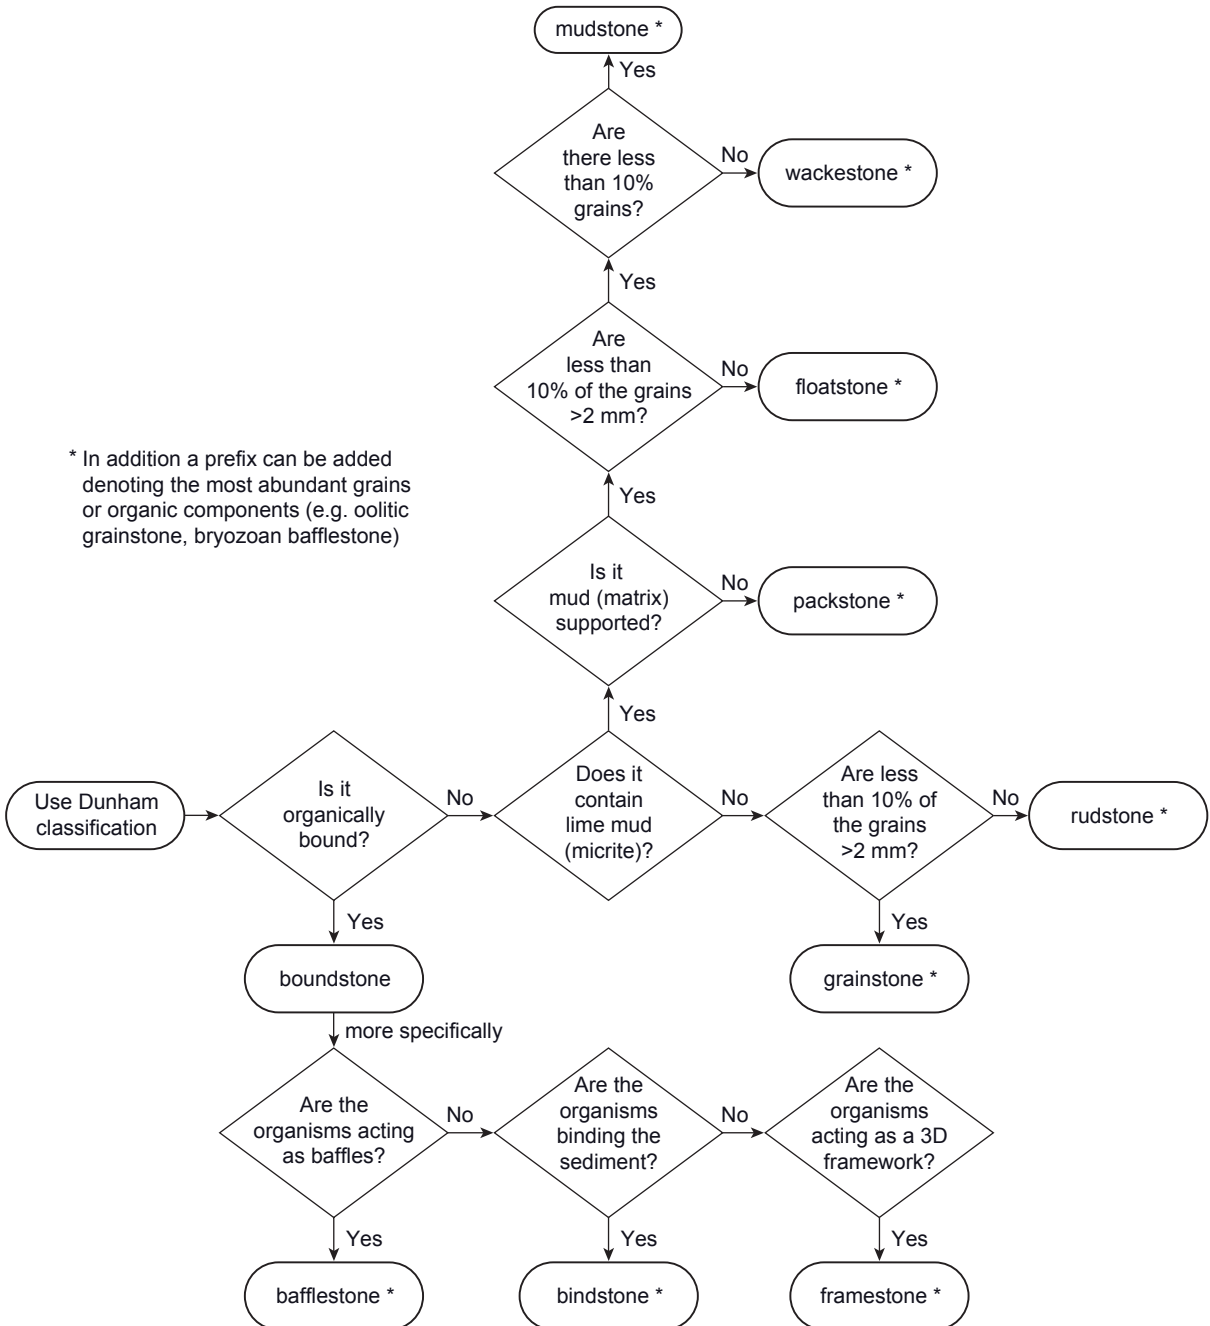 mudstone *
Yes
Are
there less
than 10%
grains?
No
wackestone *
Yes
Are
less than
10% of the grains
>2 mm?
No
floatstone *
* In addition a prefix can be added
denoting the most abundant grains
or organic components (e.g. oolitic
grainstone, bryozoan bafflestone)
Yes
Is it
mud (matrix)
supported?
No
packstone *
Yes
Use Dunham
classification
Is it
organically
bound?
No
Does it
contain
lime mud
(micrite)?
No
Are less
than 10% of
the grains
>2 mm?
No
rudstone *
Yes
Yes
boundstone
grainstone *
more specifically
Are the
organisms acting
as baffles?
No
Are the
organisms
binding the
sediment?
No
Are the
organisms
acting as a 3D
framework?
Yes
Yes
Yes
bafflestone *
bindstone *
framestone *